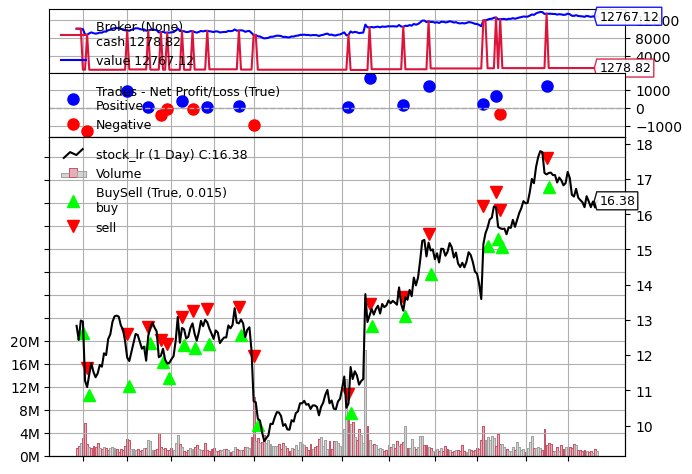 Broker (None)
cash 1278.82
value 12767.12
12767.12
8000
4000
1278.82
Trades - Net Profit/Loss (True)
Positive
Negative
1000
0
−1000
stock_lr (1 Day) C:16.38
Volume
BuySell (True, 0.015)
buy
sell
18
17
16.38
16
15
14
13
12
11
10
20M
16M
12M
8M
4M
0M